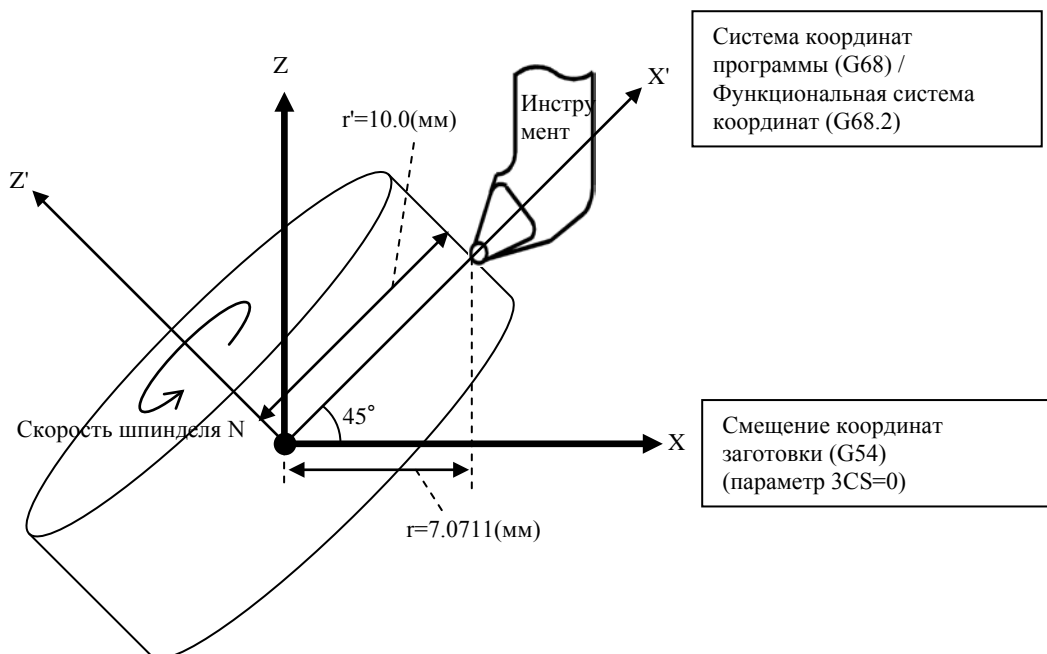 Система координат
программы (G68) /
Функциональная система
координат (G68.2)
Z
X'
Инстру
мент
r'=10.0(мм)
Z'
45°
Скорость шпинделя N
X
Смещение координат
заготовки (G54)
(параметр 3CS=0)
r=7.0711(мм)